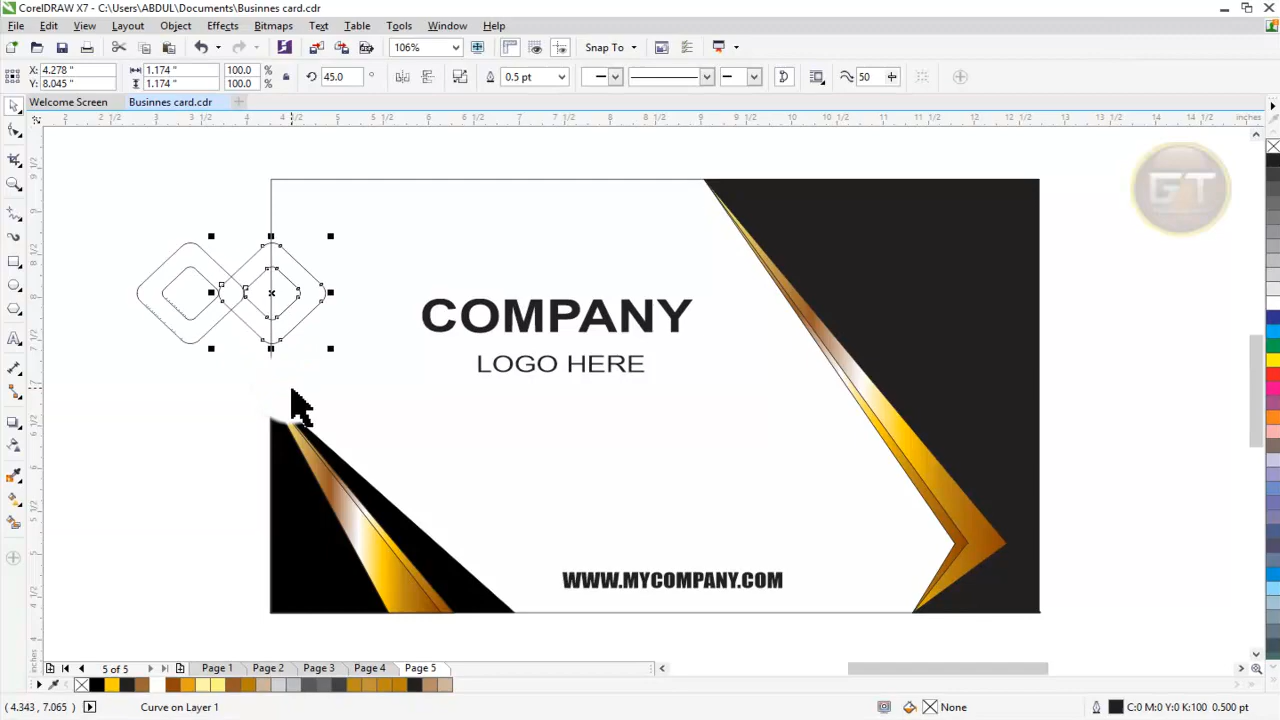 CorelDRAW X7 - C:\Users\ABDUL\Documents\Businnes card.cdr
File Edit View Layout Object Effects Bitmaps Text Table Tools Window Help
106% Snap To
X: 4.278 " 1.174 " 100.0 % 45.0 ° 0.5 pt 50
Y: 8.045 1.174 " 100.0 %
Welcome Screen Businnes card.cdr
inches
GT
COMPANY
LOGO HERE
WWW.MYCOMPANY.COM
5 of 5 Page 1 Page 2 Page 3 Page 4 Page 5
(4.343, 7.065) Curve on Layer 1 None C:0 M:0 Y:0 K:100 0.500 pt